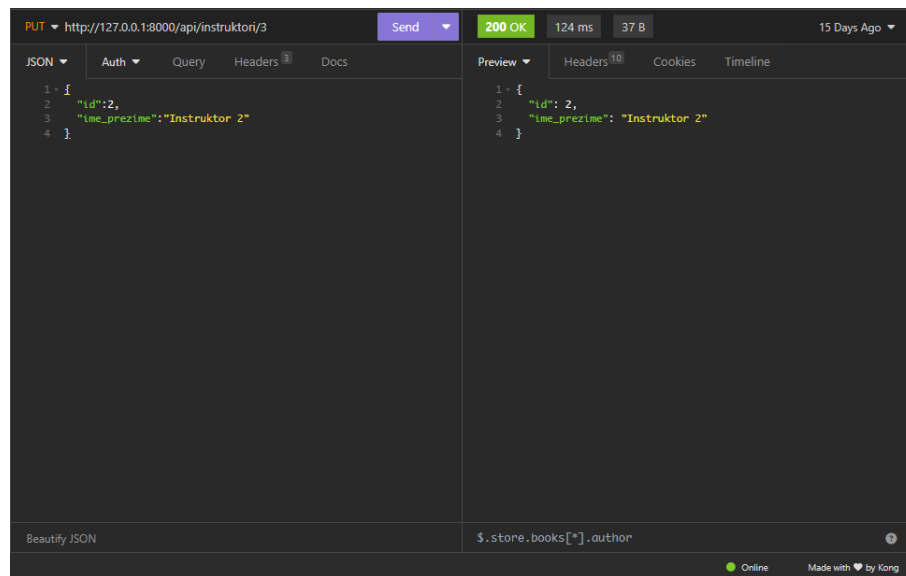 PUT http://127.0.0.1:8000/api/instruktori/3 Send 200 OK 124 ms 37 B 15 Days Ago
JSON Auth Query Headers 3 Docs Preview Headers 10 Cookies Timeline
1 {
2 "id":2,
3 "ime_prezime":"Instruktor 2"
4 }
1 {
2 "id": 2,
3 "ime_prezime": "Instruktor 2"
4 }
Beautify JSON $.store.books[*].author ?
Online Made with ♥ by Kong